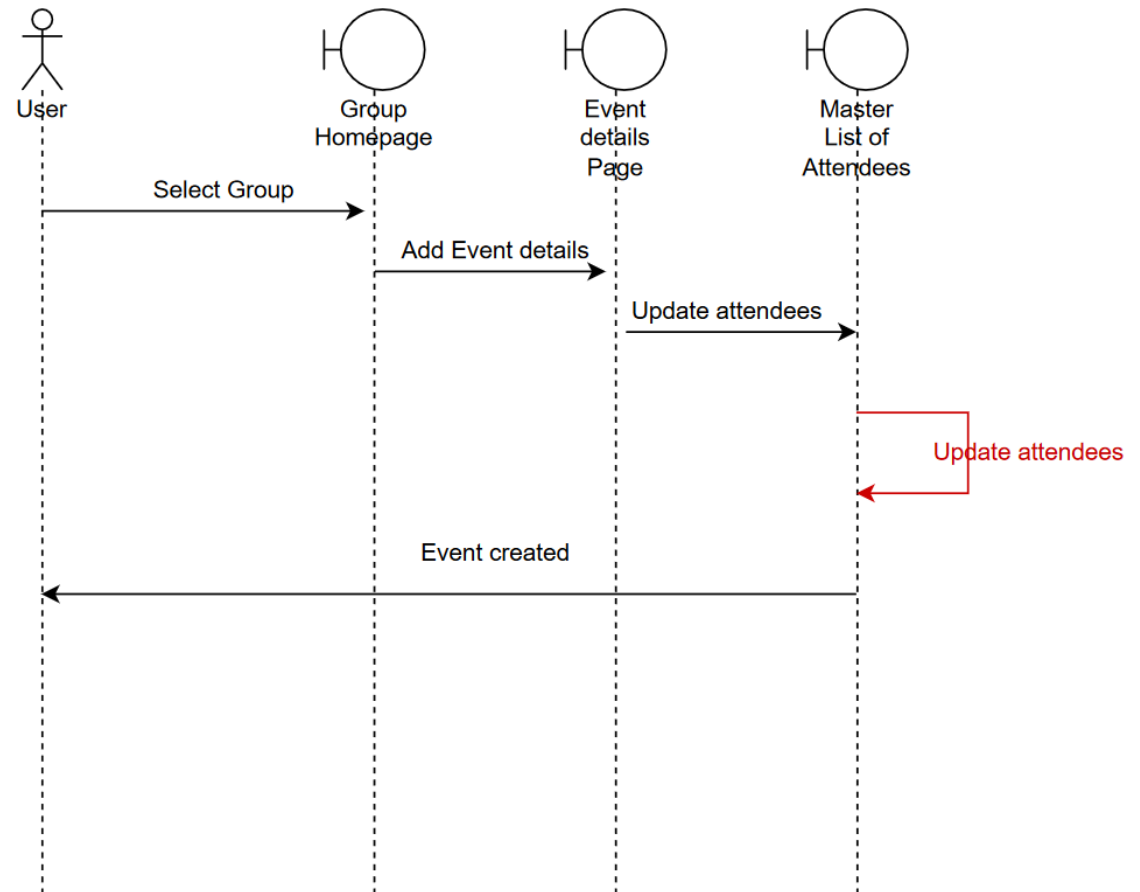 User
Group
Homepage
Event
details
Page
Master
List of
Attendees
Select Group
Add Event details
Update attendees
Update attendees
Event created